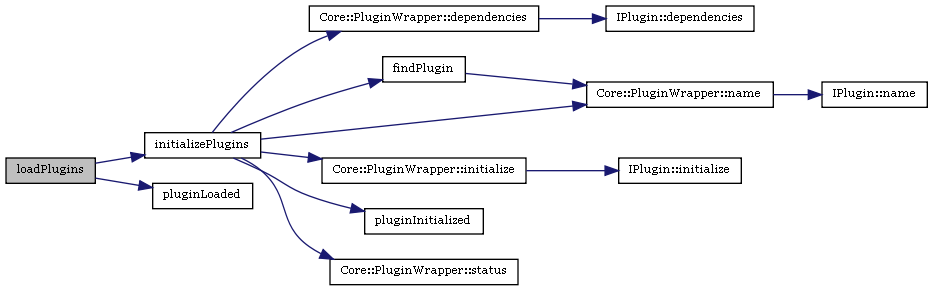 Core::PluginWrapper::dependencies
IPlugin::dependencies
findPlugin
Core::PluginWrapper::name
IPlugin::name
initializePlugins
loadPlugins
Core::PluginWrapper::initialize
IPlugin::initialize
pluginLoaded
pluginInitialized
Core::PluginWrapper::status